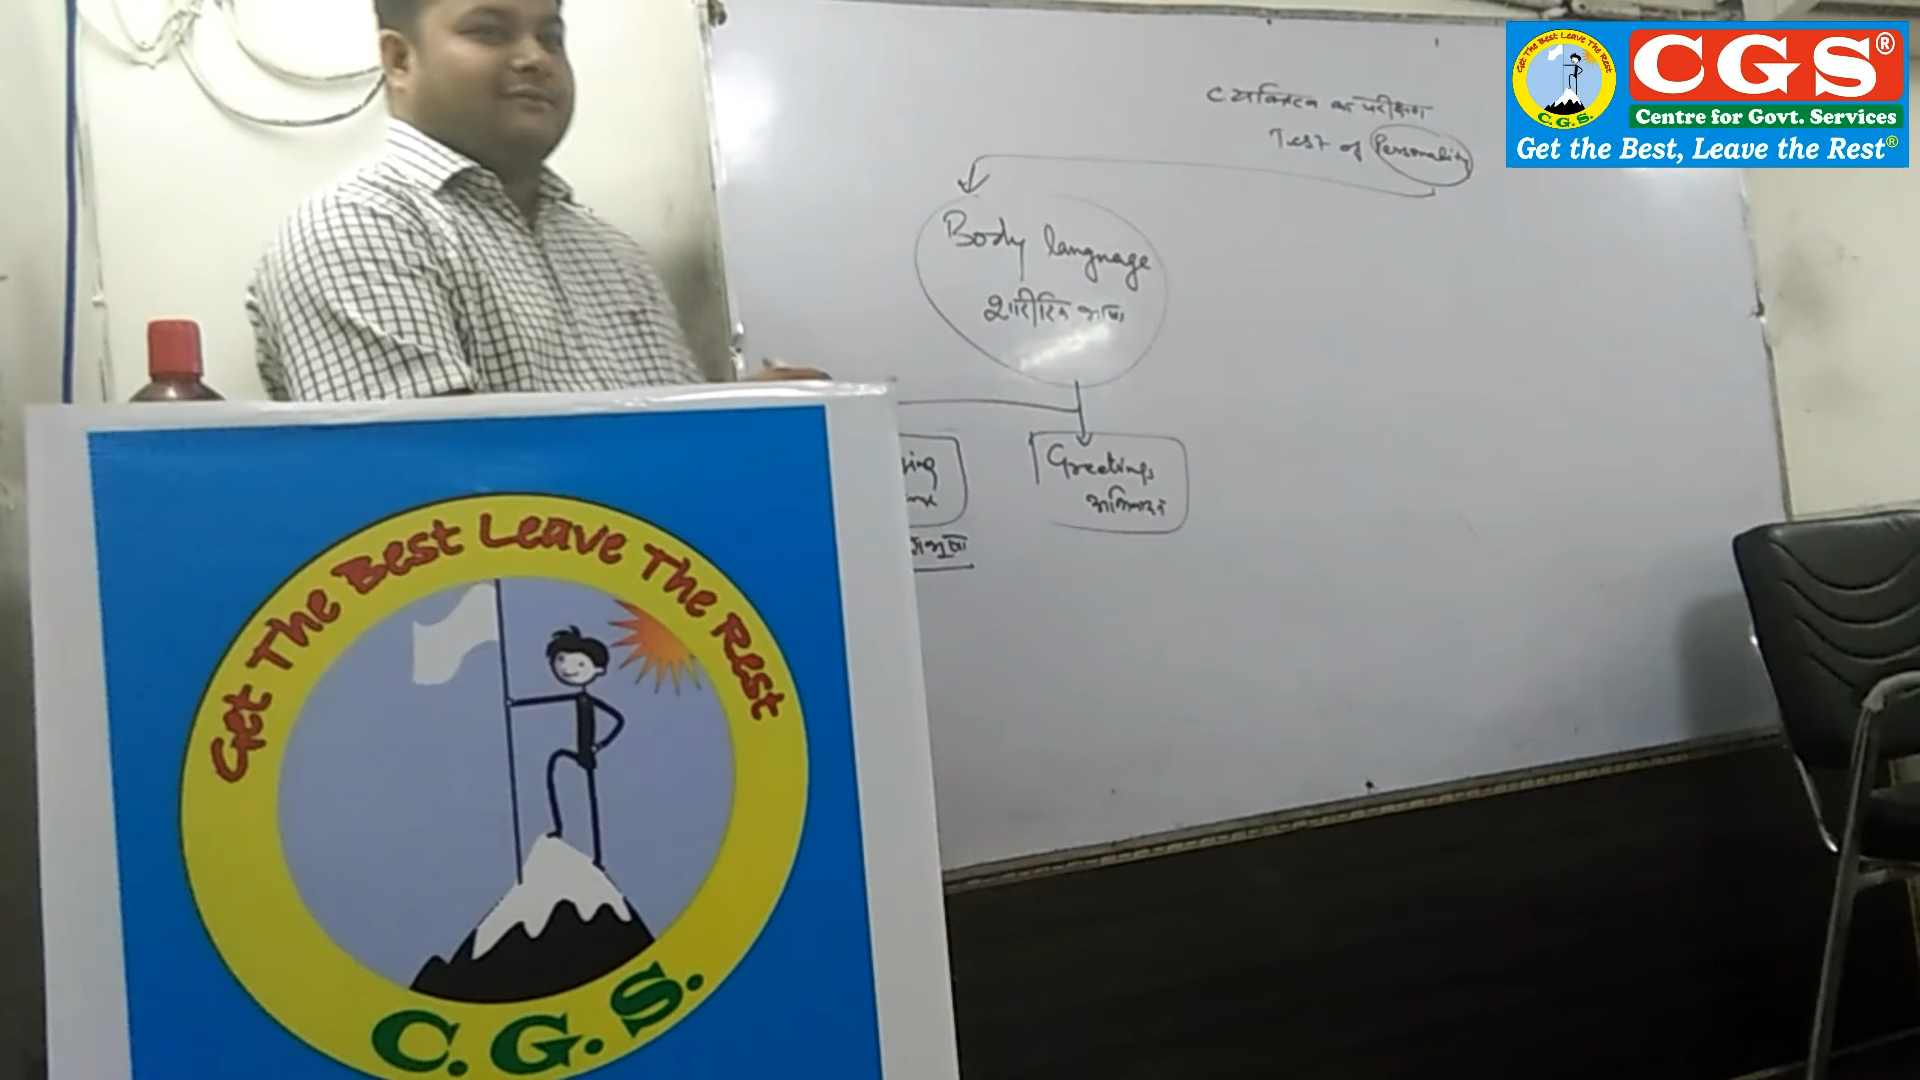 व्यक्तित्व का परीक्षण
Test of Personality
Body language
शारीरिक भाषा
Greetings
अभिवादन
CGS®
Centre for Govt. Services
Get the Best, Leave the Rest®
Get The Best Leave The Rest
C.G.S.
Get The Best Leave The Rest
C.G.S.